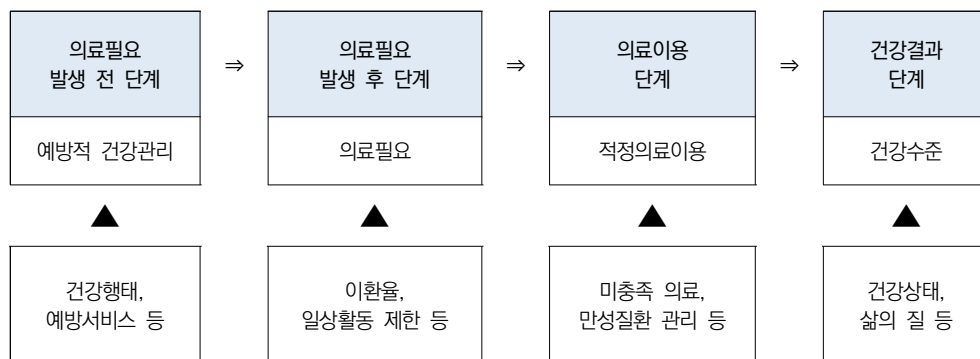 의료필요
발생 전 단계
⇒
의료필요
발생 후 단계
⇒
의료이용
단계
⇒
건강결과
단계
예방적 건강관리
의료필요
적정의료이용
건강수준
▲
▲
▲
▲
건강행태,
예방서비스 등
이환율,
일상활동 제한 등
미충족 의료,
만성질환 관리 등
건강상태,
삶의 질 등